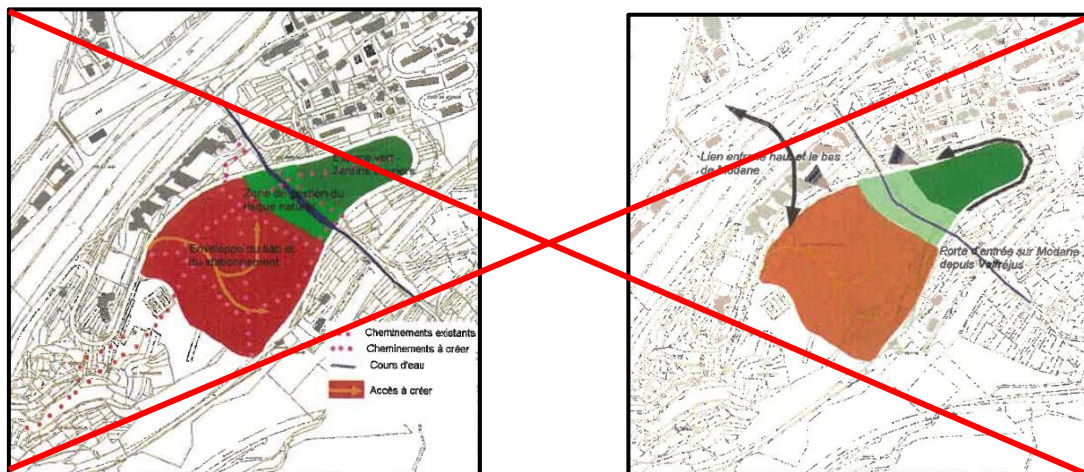 Espace vert -
Jardins ouvriers
Zone de gestion du
risque naturel
Enveloppe du bâti et
du stationnement
Cheminements existants
Cheminements à créer
Cours d'eau
Accès à créer
Lien entre le haut et le bas
de Modane
Porte d'entrée sur Modane
depuis Valfréjus